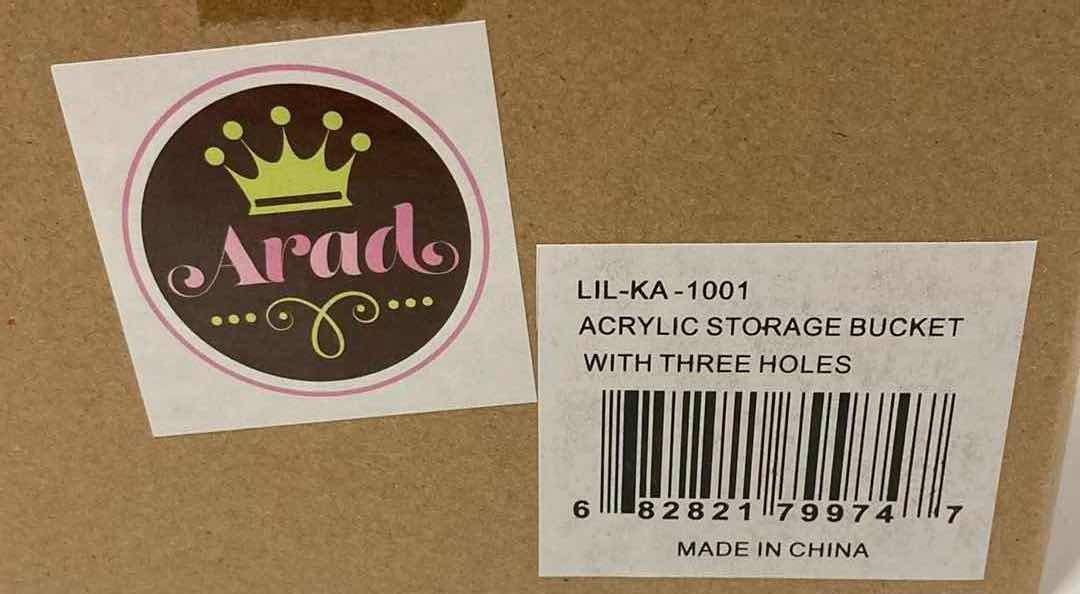 Arad
LIL-KA-1001
ACRYLIC STORAGE BUCKET
WITH THREE HOLES
6 82821 79974 7
MADE IN CHINA